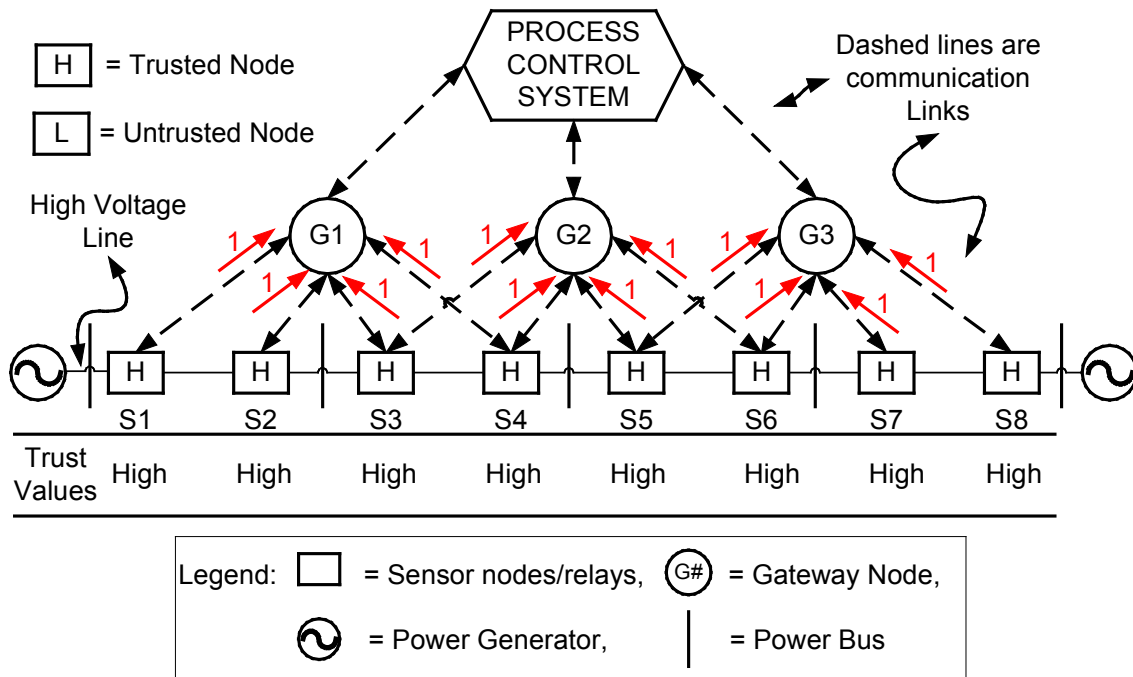 PROCESS
CONTROL
SYSTEM
H = Trusted Node
L = Untrusted Node
Dashed lines are
communication
Links
High Voltage
Line
G1 G2 G3
1 1 1 1 1 1
1 1 1 1 1 1
H H H H H H H H
S1 S2 S3 S4 S5 S6 S7 S8
Trust
Values
High High High High High High High High
Legend: = Sensor nodes/relays, G# = Gateway Node,
= Power Generator, = Power Bus